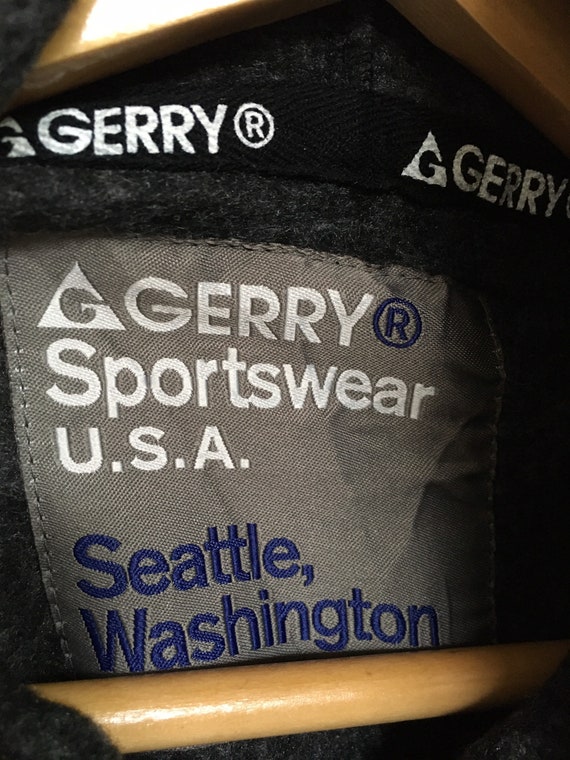 GERRY®
GERRY
GERRY®
Sportswear
U.S.A.
Seattle,
Washington